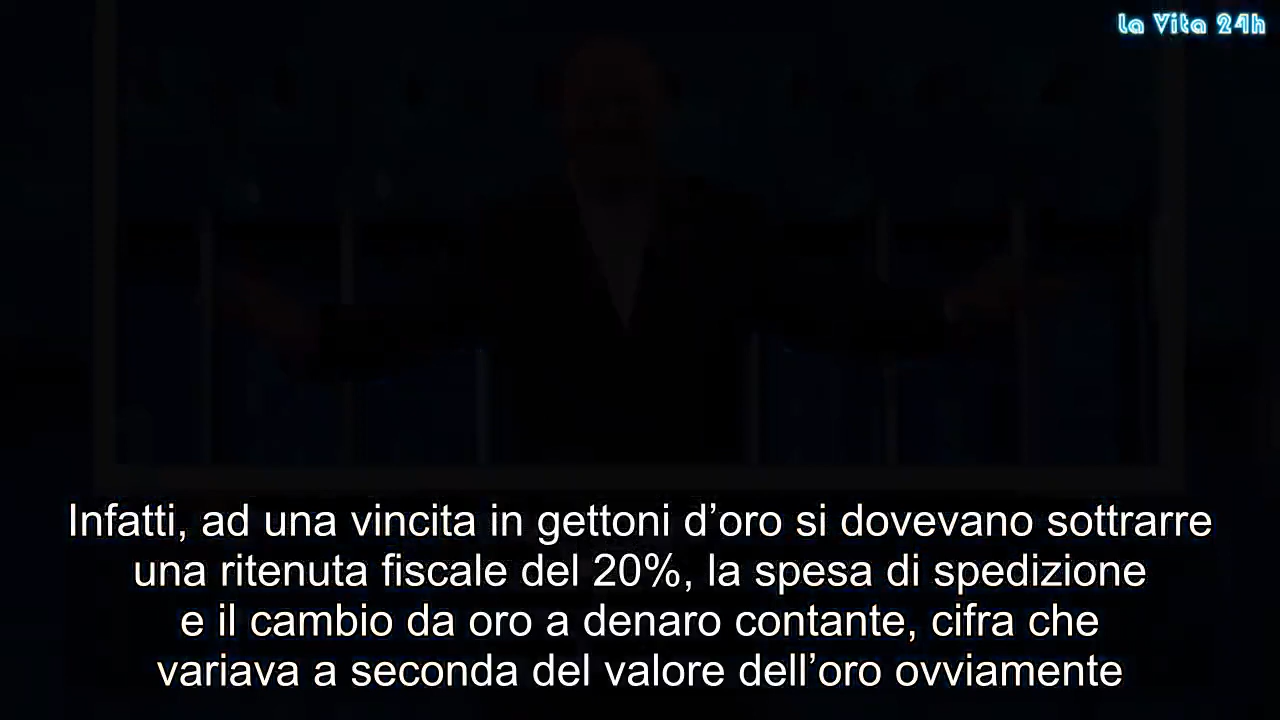 la Vita 24h
Infatti, ad una vincita in gettoni d’oro si dovevano sottrarre
una ritenuta fiscale del 20%, la spesa di spedizione
e il cambio da oro a denaro contante, cifra che
variava a seconda del valore dell’oro ovviamente